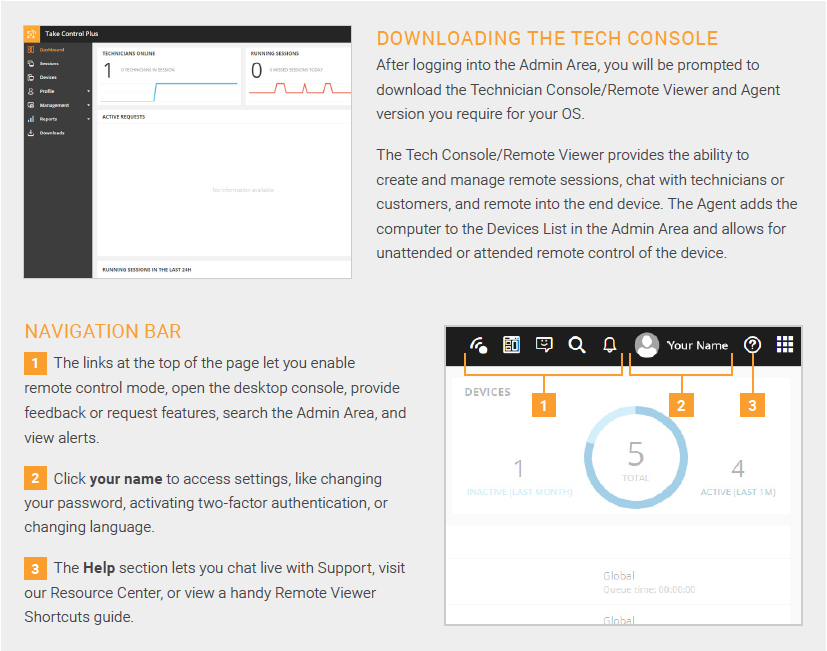 Take Control Plus
Dashboard
Sessions
Devices
Profile
Management
Reports
Downloads
TECHNICIANS ONLINE
1 0 TECHNICIANS IN SESSION
RUNNING SESSIONS
0 0 MISSED SESSIONS TODAY
ACTIVE REQUESTS
No information available
RUNNING SESSIONS IN THE LAST 24H
DOWNLOADING THE TECH CONSOLE
After logging into the Admin Area, you will be prompted to
download the Technician Console/Remote Viewer and Agent
version you require for your OS.
The Tech Console/Remote Viewer provides the ability to
create and manage remote sessions, chat with technicians or
customers, and remote into the end device. The Agent adds the
computer to the Devices List in the Admin Area and allows for
unattended or attended remote control of the device.
NAVIGATION BAR
1 The links at the top of the page let you enable
remote control mode, open the desktop console, provide
feedback or request features, search the Admin Area, and
view alerts.
2 Click your name to access settings, like changing
your password, activating two-factor authentication, or
changing language.
3 The Help section lets you chat live with Support, visit
our Resource Center, or view a handy Remote Viewer
Shortcuts guide.
Your Name
1 2 3
DEVICES
1
INACTIVE (LAST MONTH)
5
TOTAL
4
ACTIVE (LAST 1M)
Global
Queue time: 00:00:00
Global